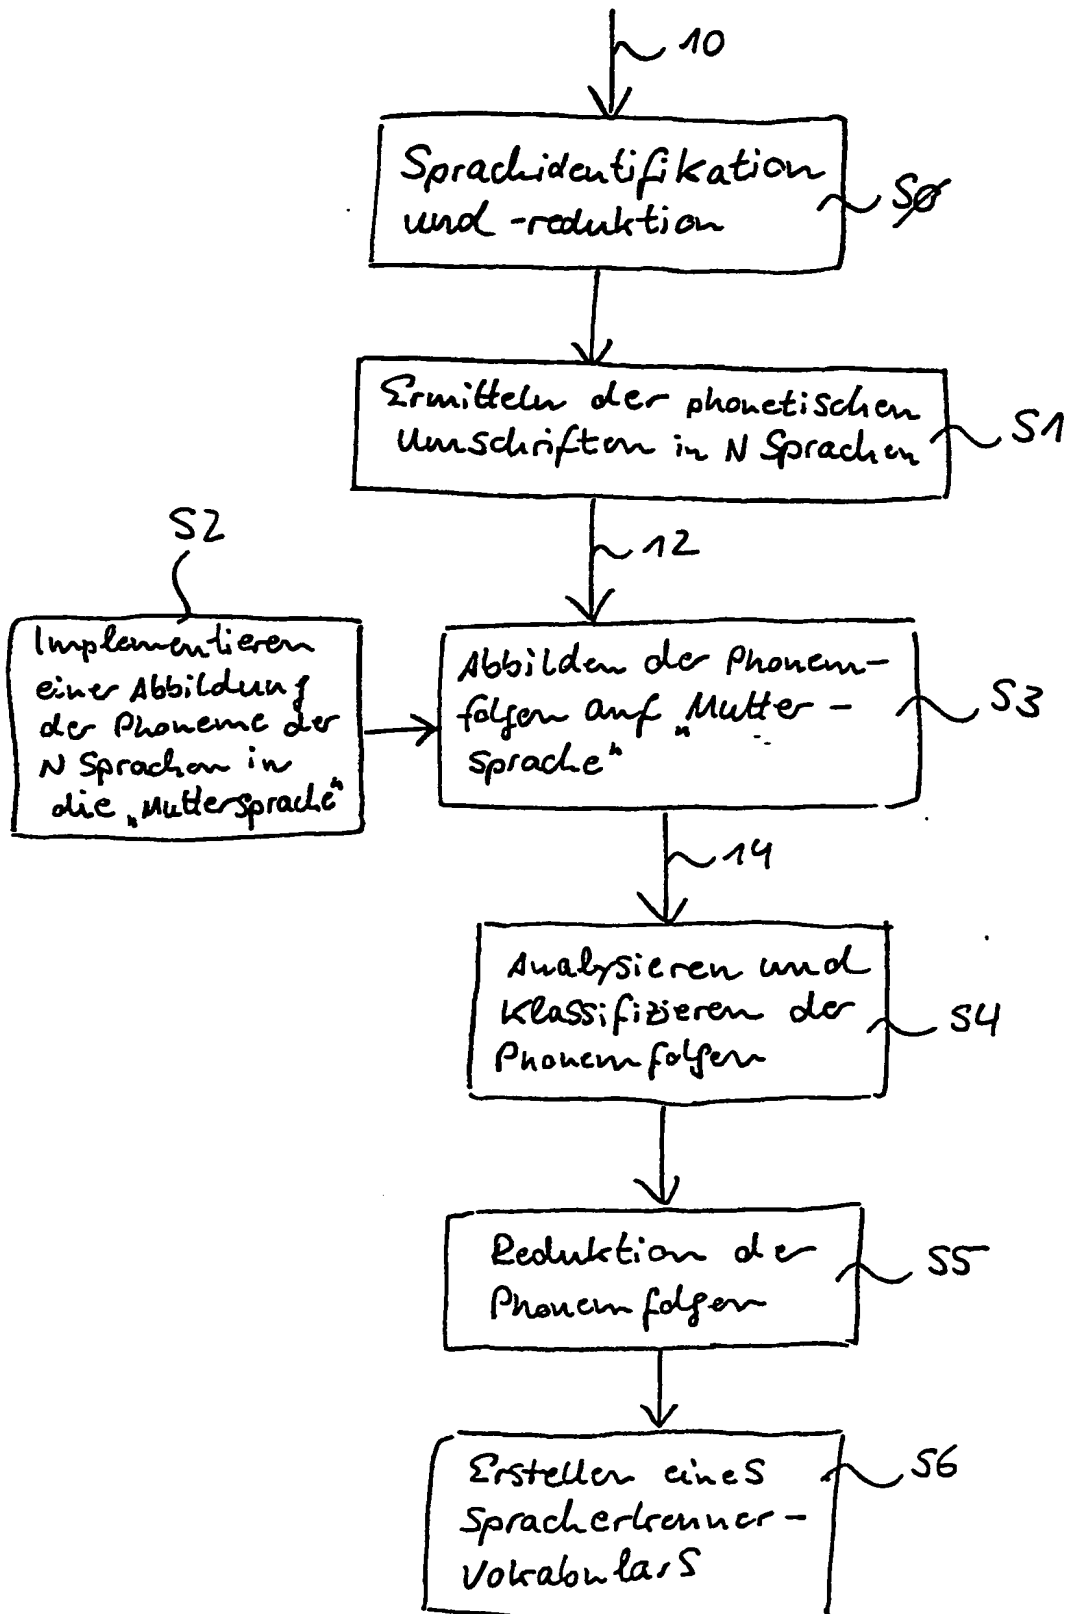 10
Sprachidentifikation
und -reduktion
SØ
Ermitteln der phonetischen
Umschriften in N Sprachen
S1
12
S2
Implementieren
einer Abbildung
der Phoneme der
N Sprachen in
die „Muttersprache“
Abbilden der Phonem-
folgen auf „Mutter-
sprache“
S3
14
Analysieren und
Klassifizieren der
Phonemfolgen
S4
Reduktion der
Phonemfolgen
S5
Erstellen eines
Spracherkenner-
vokabulars
S6